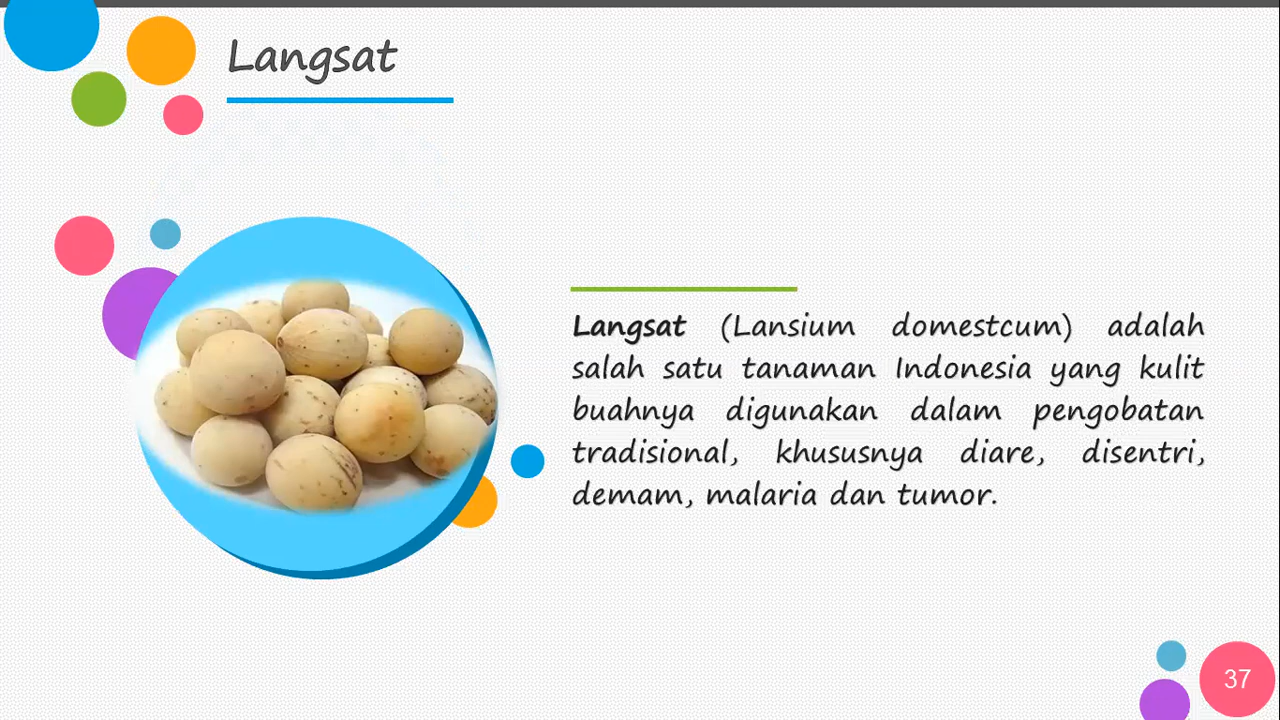 Langsat
Langsat (Lansium domestcum) adalah
salah satu tanaman Indonesia yang kulit
buahnya digunakan dalam pengobatan
tradisional, khususnya diare, disentri,
demam, malaria dan tumor.
37